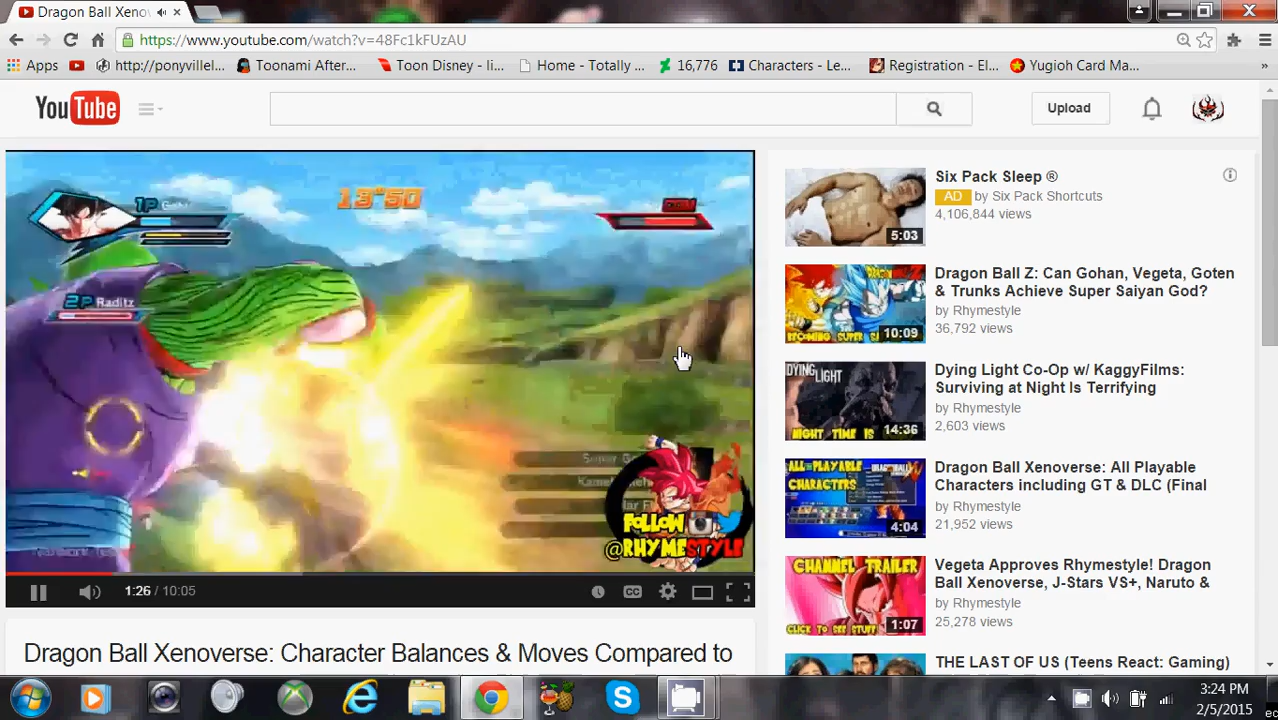 Dragon Ball Xeno
https://www.youtube.com/watch?v=48Fc1kFUzAU
Apps
http://ponyvillel...
Toonami After...
Toon Disney - li...
Home - Totally ...
16,776
Characters - Le...
Registration - El...
Yugioh Card Ma...
»
YouTube
Upload
1P
13"50
COM
2P Raditz
FOLLOW
@RHYMESTYLE
1:26 / 10:05
CC
Dragon Ball Xenoverse: Character Balances & Moves Compared to
Six Pack Sleep ®
AD by Six Pack Shortcuts
4,106,844 views
5:03
Dragon Ball Z: Can Gohan, Vegeta, Goten
& Trunks Achieve Super Saiyan God?
by Rhymestyle
36,792 views
10:09
Dying Light Co-Op w/ KaggyFilms:
Surviving at Night Is Terrifying
by Rhymestyle
2,603 views
DYING LIGHT
NIGHT TIME IS
14:36
Dragon Ball Xenoverse: All Playable
Characters including GT & DLC (Final
by Rhymestyle
21,952 views
ALL PLAYABLE
CHARACTERS
4:04
Vegeta Approves Rhymestyle! Dragon
Ball Xenoverse, J-Stars VS+, Naruto &
by Rhymestyle
25,278 views
CHANNEL TRAILER
CLICK TO SEE STUFF
1:07
THE LAST OF US (Teens React: Gaming)
3:24 PM
2/5/2015